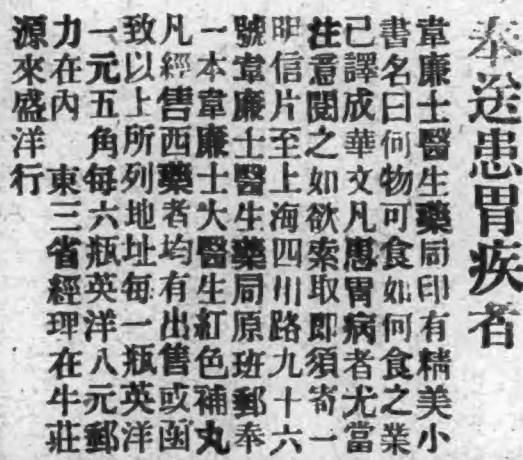 奉送患胃疾者
韋廉士醫生藥局印有精美小
書名曰何物可食如何食之業
己譯成華文凡患胃病者尤當
注意閱之如欲索取即須寄一
明信片至上海四川路九十六
號韋廉士醫生藥局原班郵奉
一本韋廉士大醫生紅色補丸
凡經售西藥者均有出售或函
致以上所列地址每一瓶英洋
一元五角每六瓶英洋八元郵
力在內　東三省經理在牛莊
源來盛洋行